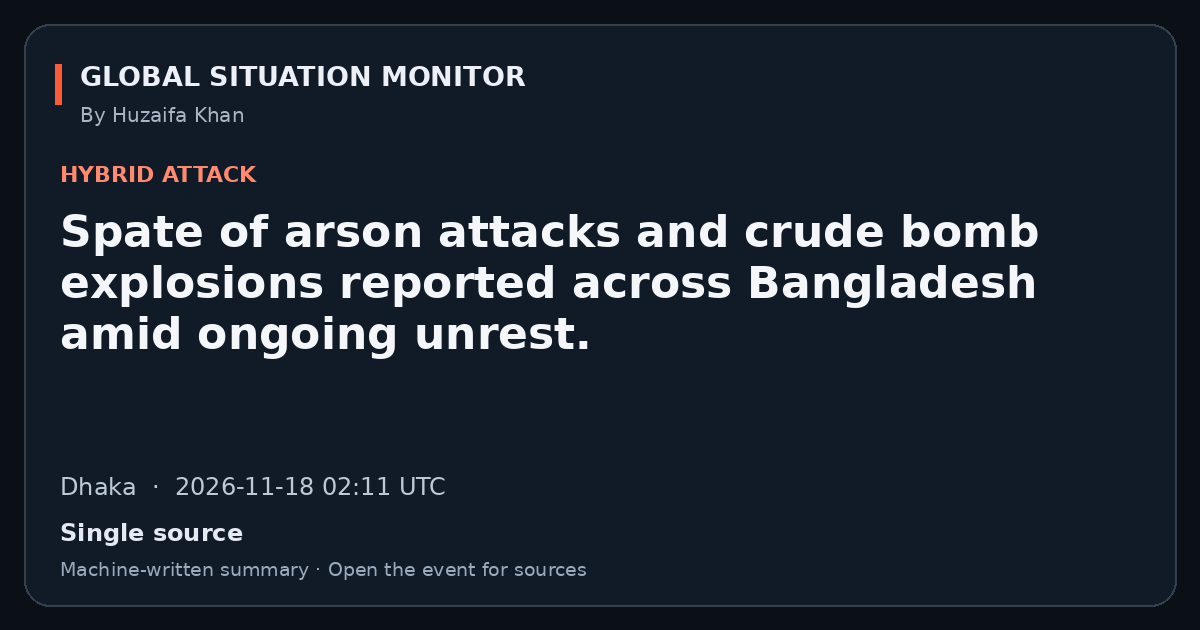 GLOBAL SITUATION MONITOR
By Huzaifa Khan
HYBRID ATTACK
Spate of arson attacks and crude bomb
explosions reported across Bangladesh
amid ongoing unrest.
Dhaka · 2026-11-18 02:11 UTC
Single source
Machine-written summary · Open the event for sources